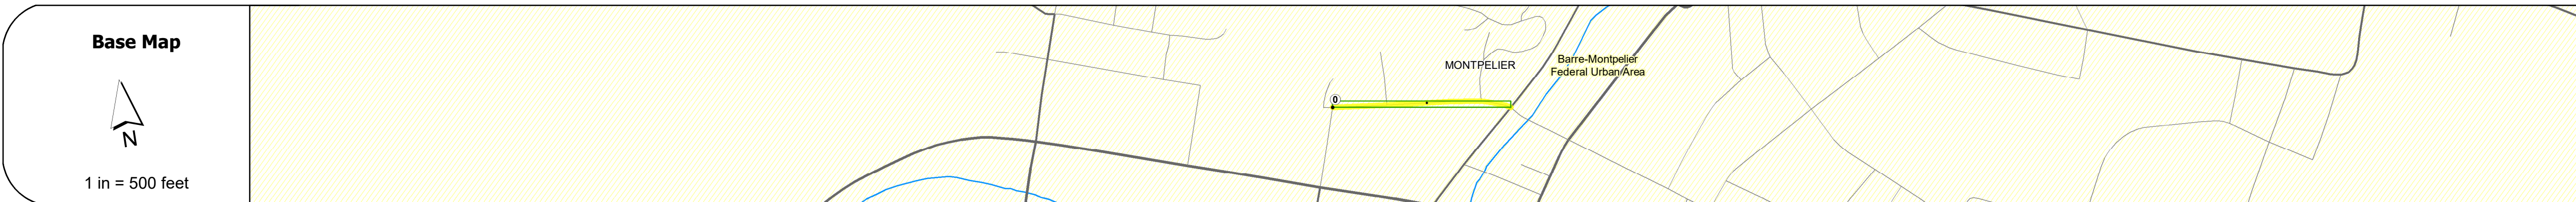 Base Map
N
1 in = 500 feet
0
MONTPELIER
Barre-Montpelier
Federal Urban Area